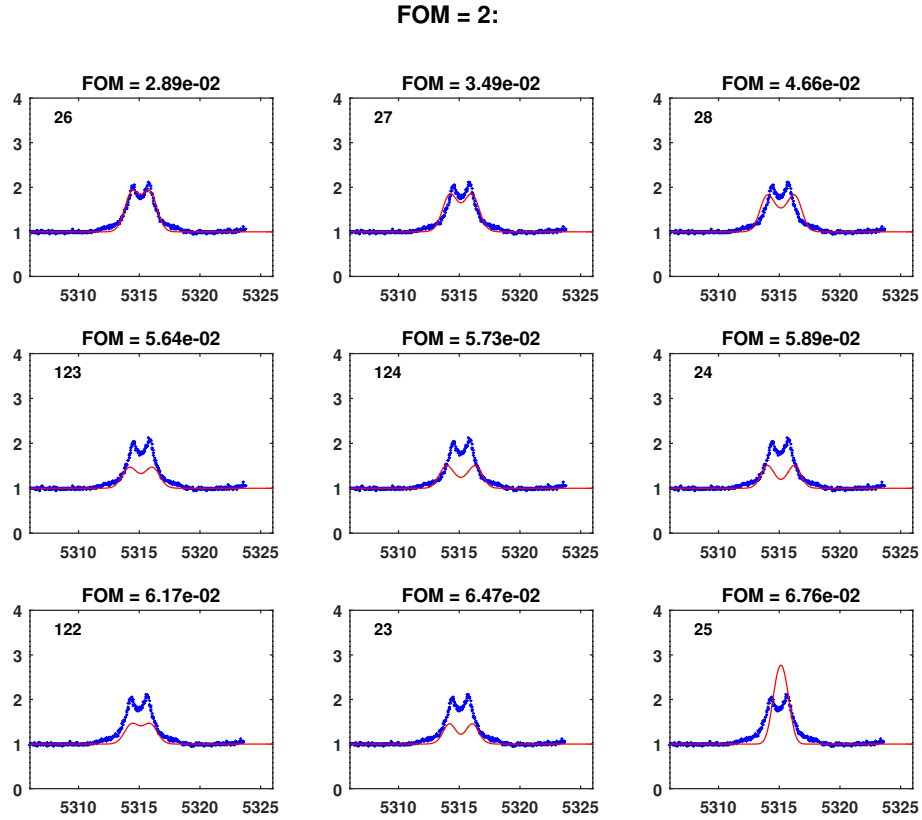 FOM = 2:
FOM = 2.89e-02
FOM = 3.49e-02
FOM = 4.66e-02
4
3
2
1
0
26
5310 5315 5320 5325
4
3
2
1
0
27
5310 5315 5320 5325
4
3
2
1
0
28
5310 5315 5320 5325
FOM = 5.64e-02
FOM = 5.73e-02
FOM = 5.89e-02
4
3
2
1
0
123
5310 5315 5320 5325
4
3
2
1
0
124
5310 5315 5320 5325
4
3
2
1
0
24
5310 5315 5320 5325
FOM = 6.17e-02
FOM = 6.47e-02
FOM = 6.76e-02
4
3
2
1
0
122
5310 5315 5320 5325
4
3
2
1
0
23
5310 5315 5320 5325
4
3
2
1
0
25
5310 5315 5320 5325